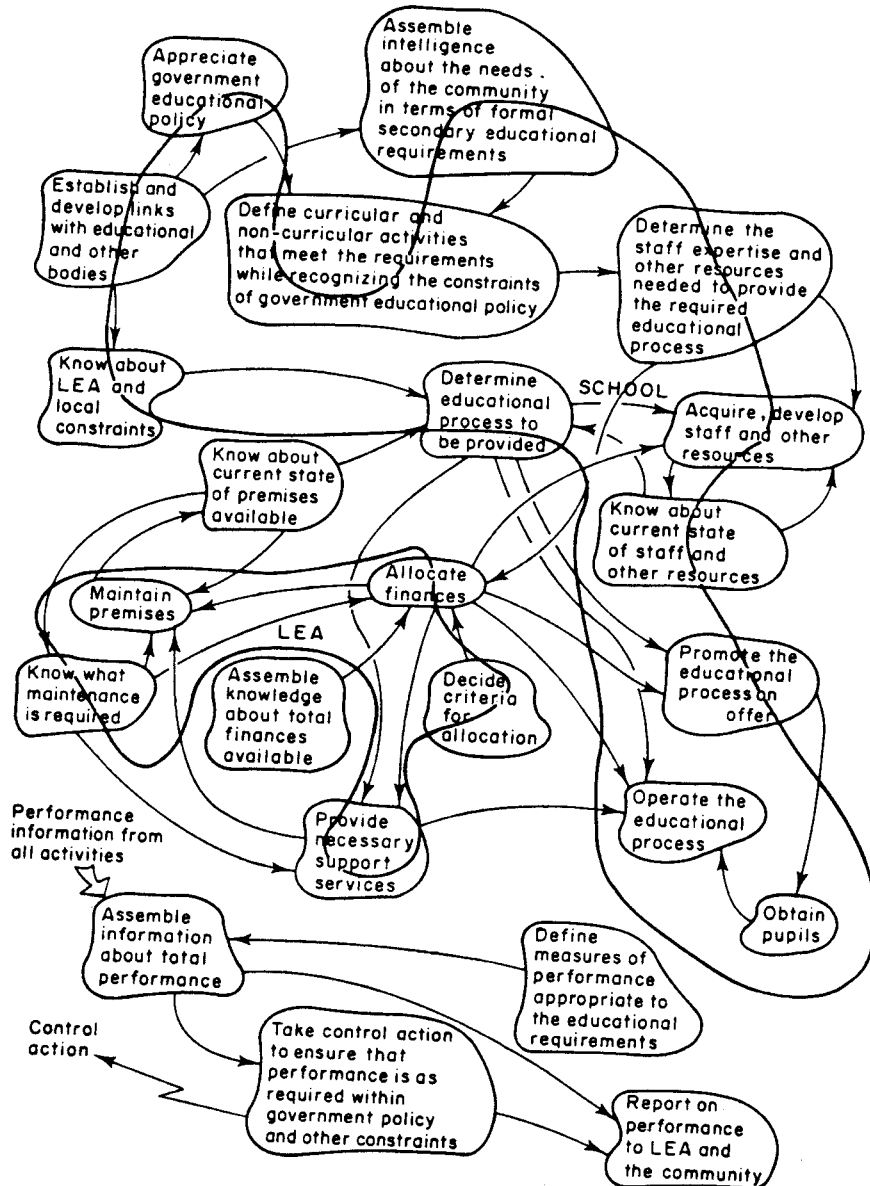 Appreciate
government
educational
policy
Assemble
intelligence
about the needs.
of the community
in terms of formal
secondary educational
requirements
Establish and
develop links
with educational
and other
bodies
Define curricular and
non-curricular activities
that meet the requirements
while recognizing the constraints
of government educational policy
Determine the
staff expertise and
other resources
needed to provide
the required
educational
process
Know about
LEA and
local
constraints
Determine
educational
process to
be provided
SCHOOL
Acquire, develop
staff and other
resources
Know about
current state
of premises
available
Know about
current state
of staff and
other resources
Maintain
premises
Allocate
finances
LEA
Know what
maintenance
is required
Assemble
knowledge
about total
finances
available
Decide
criteria
for
allocation
Promote the
educational
process on
offer
Provide
necessary
support
services
Operate the
educational
process
Performance
information from
all activities
Obtain
pupils
Assemble
information
about total
performance
Define
measures of
performance
appropriate to
the educational
requirements
Control
action
Take control action
to ensure that
performance is as
required within
government policy
and other constraints
Report on
performance
to LEA and
the community